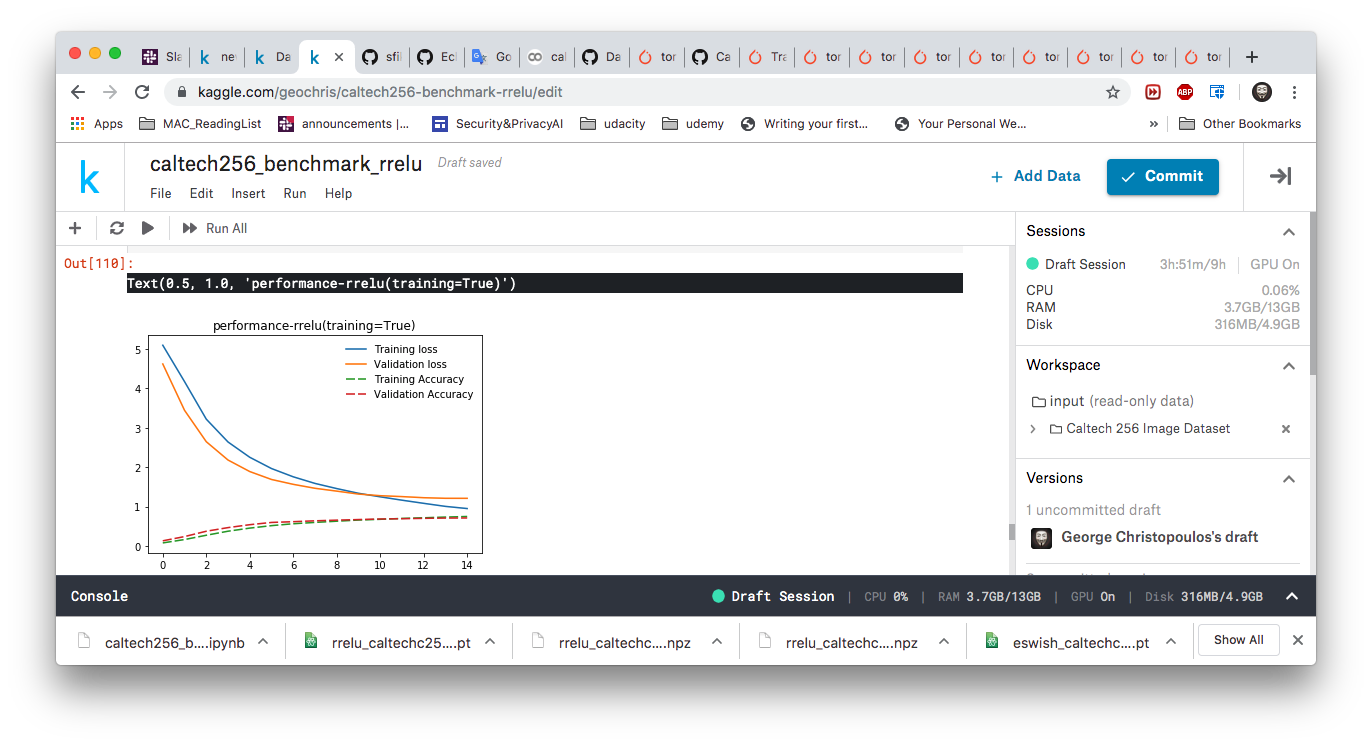 Sla
ne
Da
sfil
Ecl
Go
cal
Da
tor
Ca
Tra
tor
tor
tor
tor
tor
tor
tor
tor
kaggle.com/geochris/caltech256-benchmark-rrelu/edit
ABP
Apps
MAC_ReadingList
announcements |...
Security&PrivacyAI
udacity
udemy
Writing your first...
Your Personal We...
»
Other Bookmarks
k
caltech256_benchmark_rrelu
Draft saved
File Edit Insert Run Help
+ Add Data
Commit
Run All
Out[110]:
Text(0.5, 1.0, 'performance-rrelu(training=True)')
performance-rrelu(training=True)
Training loss
Validation loss
Training Accuracy
Validation Accuracy
5
4
3
2
1
0
0 2 4 6 8 10 12 14
Sessions
Draft Session 3h:51m/9h | GPU On
CPU 0.06%
RAM 3.7GB/13GB
Disk 316MB/4.9GB
Workspace
input (read-only data)
Caltech 256 Image Dataset
Versions
1 uncommitted draft
George Christopoulos's draft
Console
Draft Session | CPU 0% | RAM 3.7GB/13GB | GPU On | Disk 316MB/4.9GB
caltech256_b....ipynb
rrelu_caltechc25....pt
rrelu_caltechc....npz
rrelu_caltechc....npz
eswish_caltechc....pt
Show All